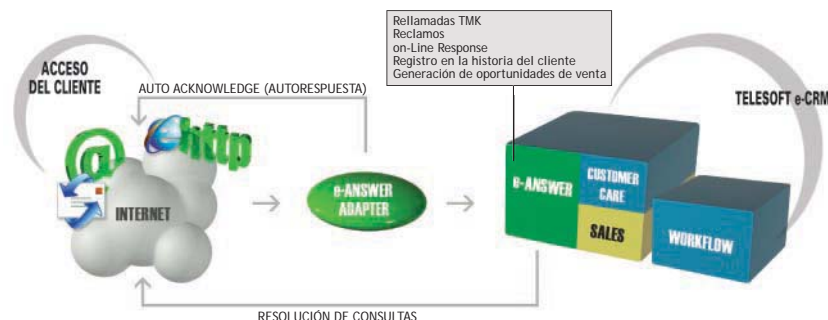 Rellamadas TMK
Reclamos
on-Line Response
Registro en la historia del cliente
Generación de oportunidades de venta
ACCESO
DEL CLIENTE
AUTO ACKNOWLEDGE (AUTORESPUESTA)
TELESOFT e-CRM
@
http
INTERNET
e-ANSWER
ADAPTER
e-ANSWER
CUSTOMER
CARE
SALES
WORKFLOW
RESOLUCIÓN DE CONSULTAS